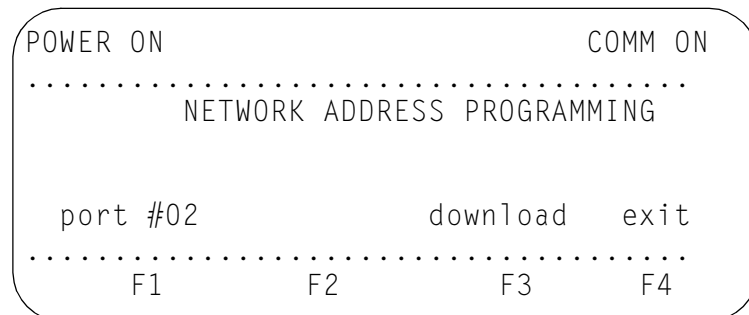 POWER ON COMM ON
......................................
NETWORK ADDRESS PROGRAMMING
port #02 download exit
......................................
F1 F2 F3 F4